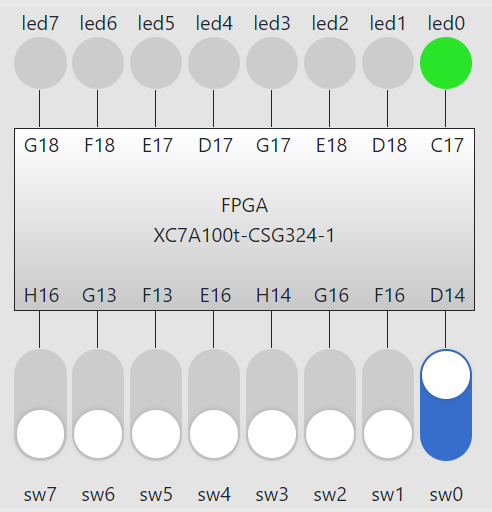 led7 led6 led5 led4 led3 led2 led1 led0
G18 F18 E17 D17 G17 E18 D18 C17
FPGA
XC7A100t-CSG324-1
H16 G13 F13 E16 H14 G16 F16 D14
sw7 sw6 sw5 sw4 sw3 sw2 sw1 sw0